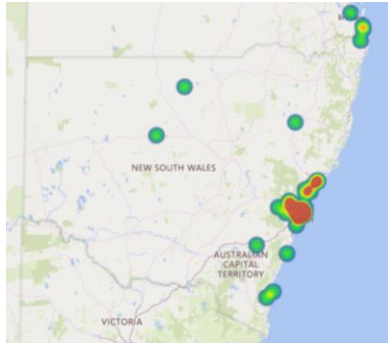 NEW SOUTH WALES
AUSTRALIAN
CAPITAL
TERRITORY
VICTORIA